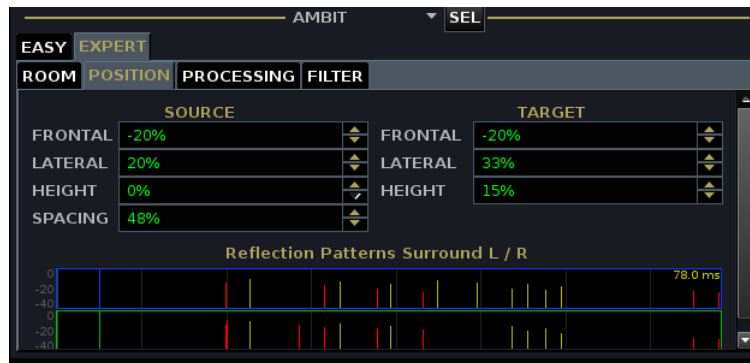 AMBIT SEL
EASY EXPERT
ROOM POSITION PROCESSING FILTER
SOURCE TARGET
FRONTAL -20% FRONTAL -20%
LATERAL 20% LATERAL 33%
HEIGHT 0% HEIGHT 15%
SPACING 48%
Reflection Patterns Surround L / R
0 78.0 ms
-20
-40
0
-20
-40